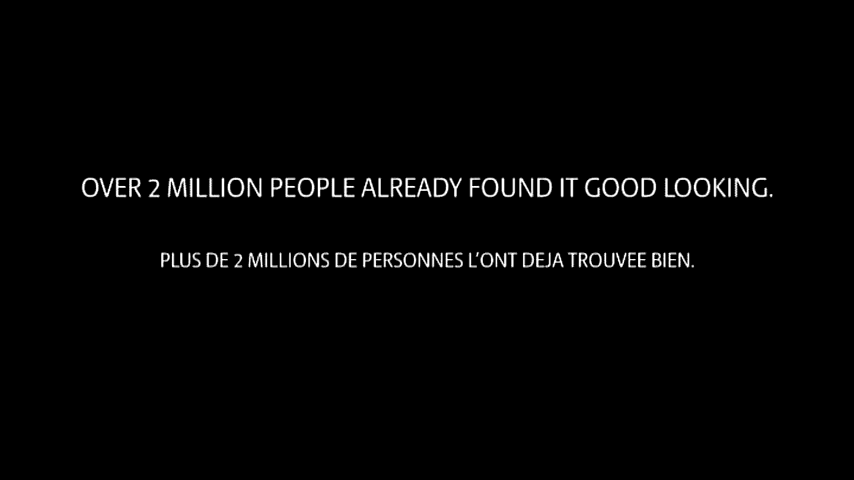 OVER 2 MILLION PEOPLE ALREADY FOUND IT GOOD LOOKING.
PLUS DE 2 MILLIONS DE PERSONNES L'ONT DEJA TROUVEE BIEN.